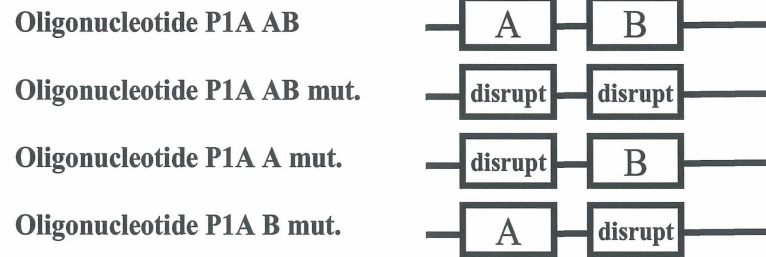 Oligonucleotide P1A AB A B
Oligonucleotide P1A AB mut. disrupt disrupt
Oligonucleotide P1A A mut. disrupt B
Oligonucleotide P1A B mut. A disrupt